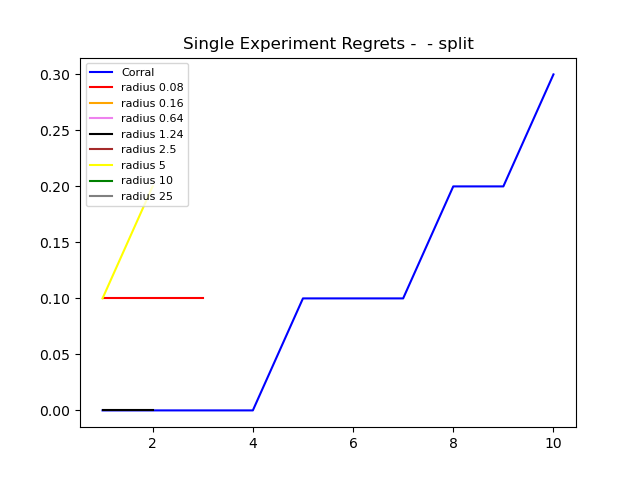 Single Experiment Regrets -  - split
0.30
0.25
0.20
0.15
0.10
0.05
0.00
Corral
radius 0.08
radius 0.16
radius 0.64
radius 1.24
radius 2.5
radius 5
radius 10
radius 25
2 4 6 8 10